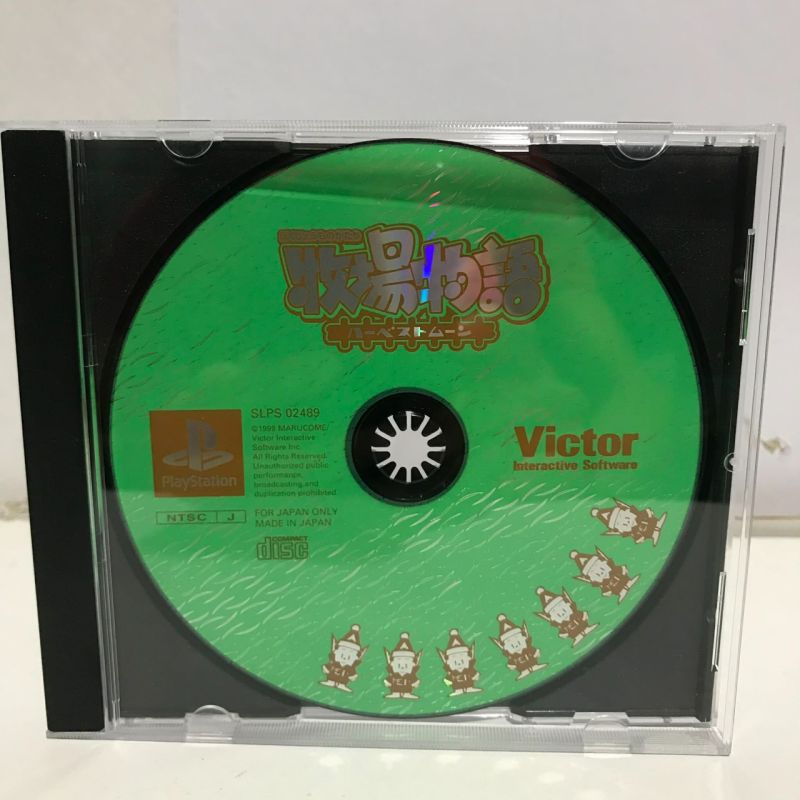 牧場物語
ハーベストムーン
SLPS 02489
©1999 MARUCOME/
Victor Interactive
Software Inc.
All Rights Reserved.
Unauthorized public
performance,
broadcasting,and
duplication prohibited.
PlayStation
NTSC J
FOR JAPAN ONLY
MADE IN JAPAN
COMPACT
disc
Victor
Interactive Software